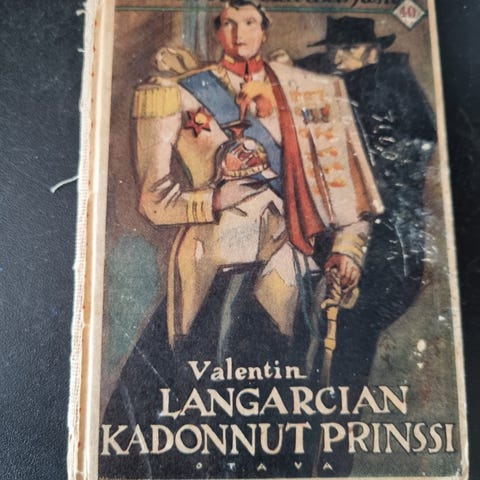 40
Valentin
LANGARCIAN
KADONNUT PRINSSI
OTAVA